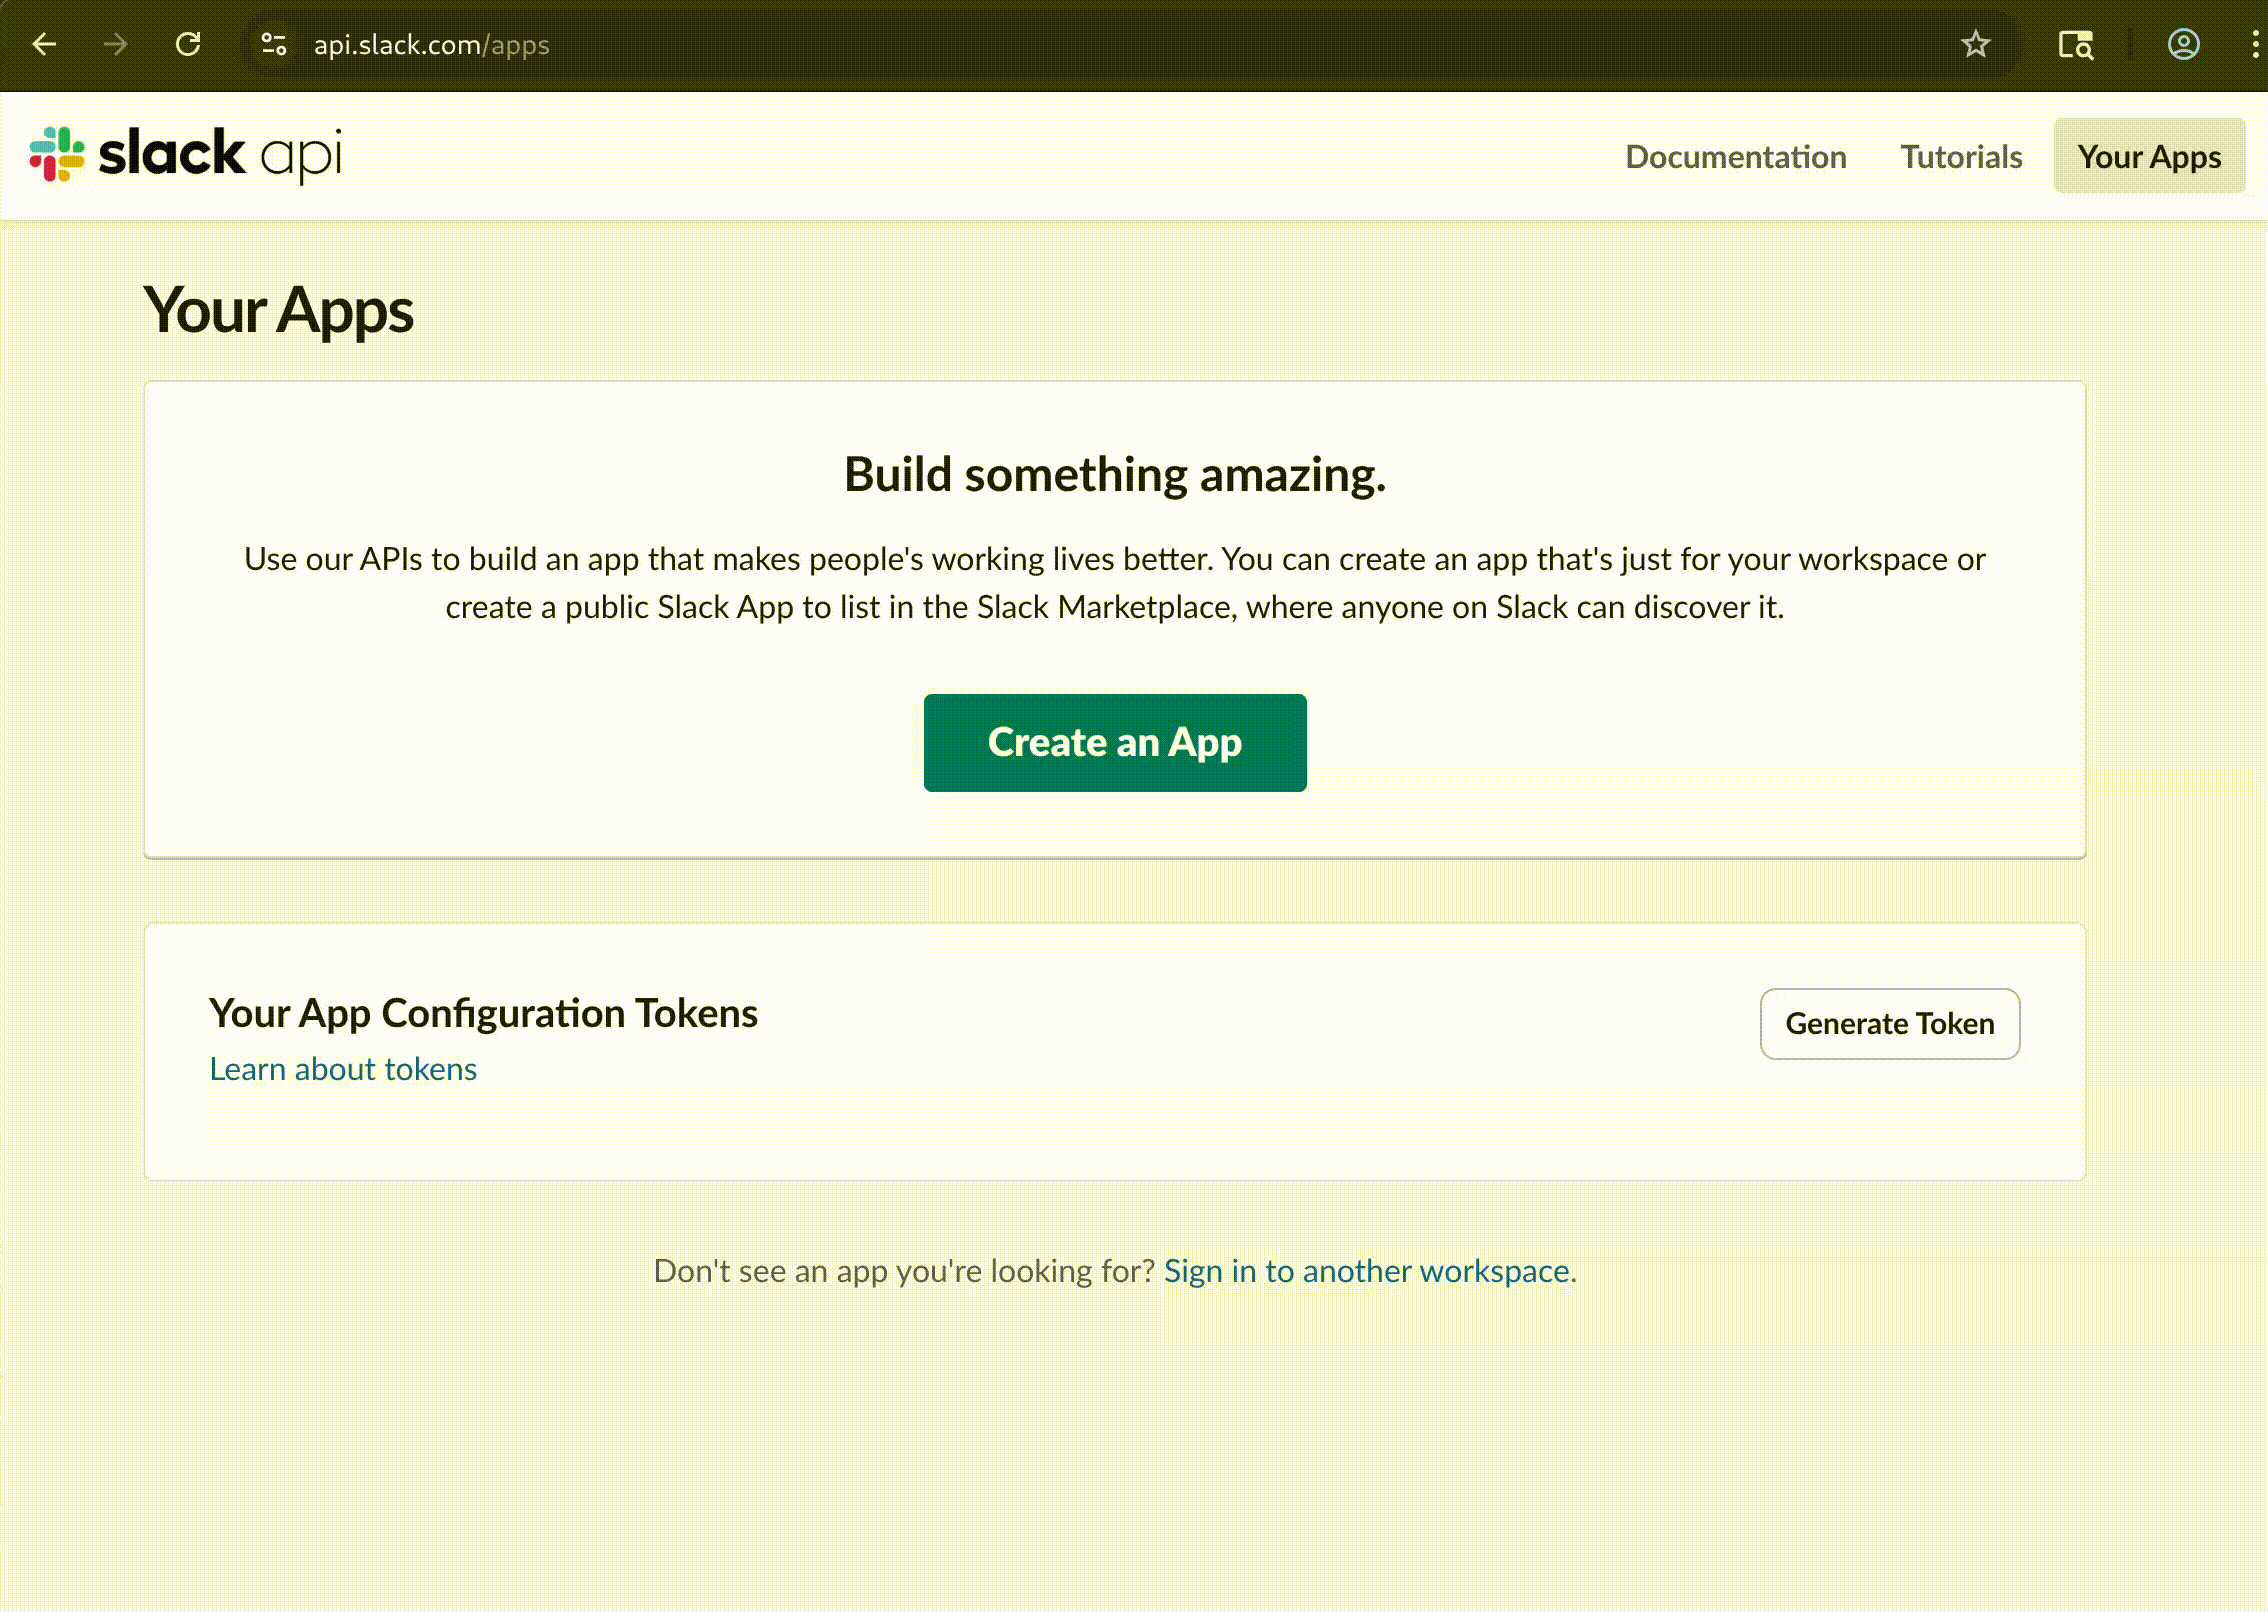 api.slack.com/apps
slack api
Documentation
Tutorials
Your Apps
Your Apps
Build something amazing.
Use our APIs to build an app that makes people's working lives better. You can create an app that's just for your workspace or
create a public Slack App to list in the Slack Marketplace, where anyone on Slack can discover it.
Create an App
Your App Configuration Tokens
Generate Token
Learn about tokens
Don't see an app you're looking for? Sign in to another workspace.